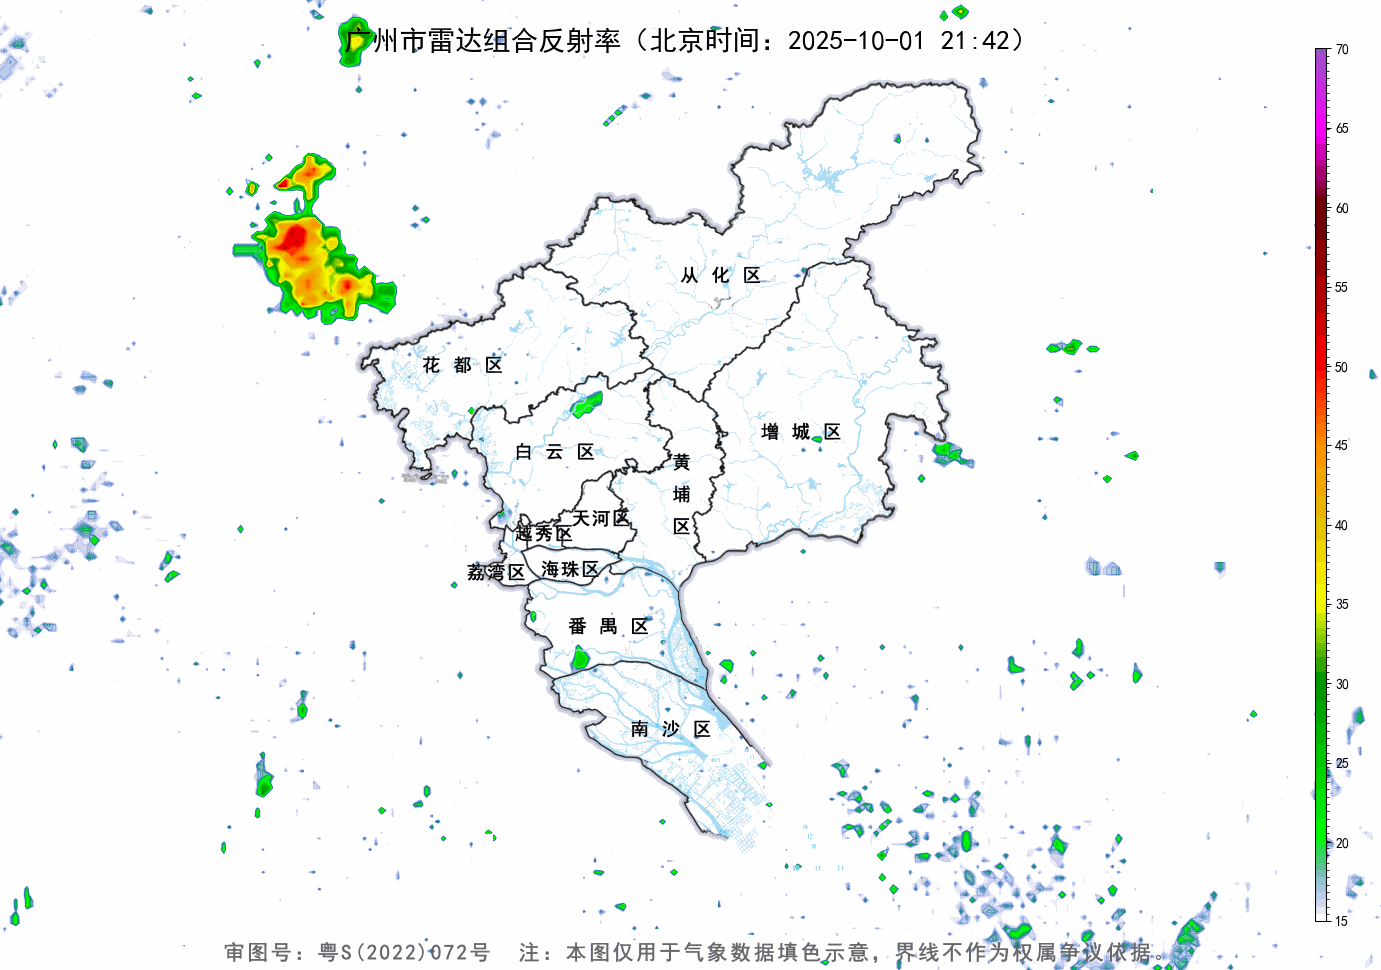 广州市雷达组合反射率（北京时间：2025-10-01 21:42）
70
65
60
55
50
45
40
35
30
25
20
15
从化区
花都区
增城区
白云区
黄埔区
天河区
越秀区
荔湾区
海珠区
番禺区
南沙区
审图号：粤S(2022)072号 注：本图仅用于气象数据填色示意，界线不作为权属争议依据。